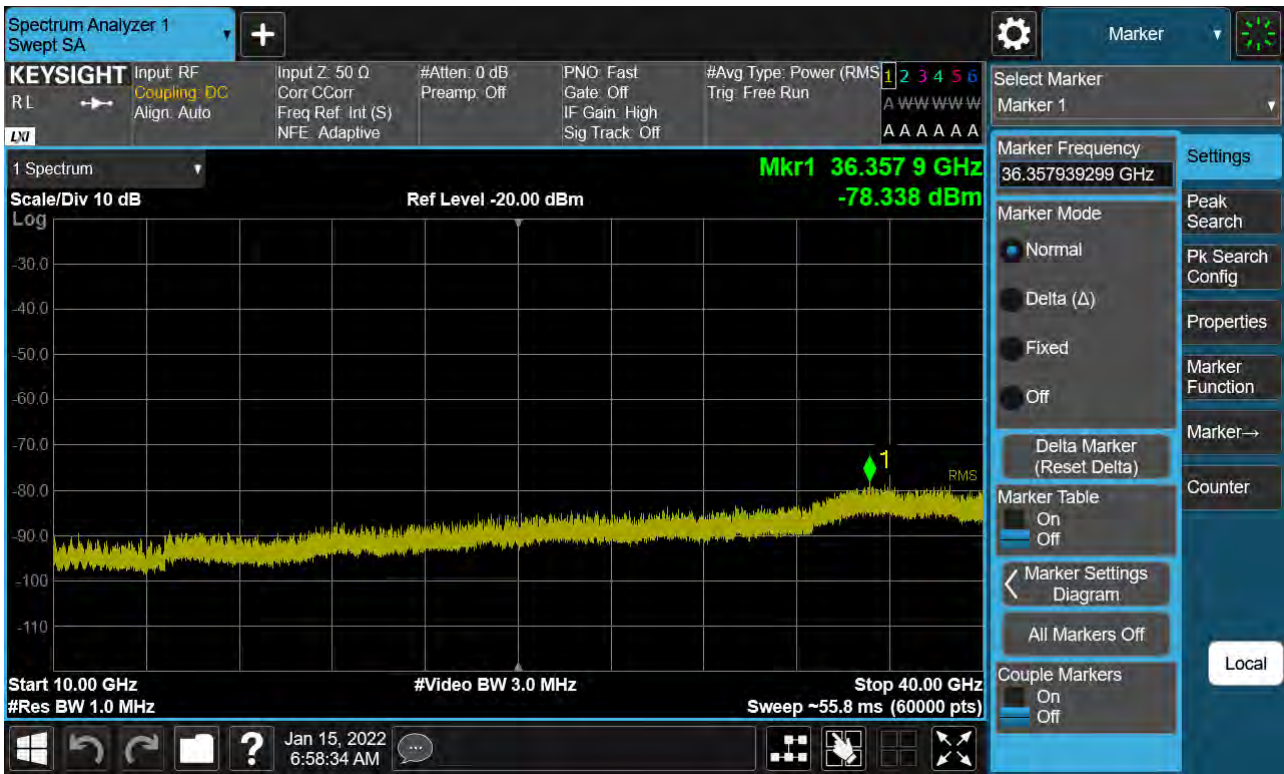 Spectrum Analyzer 1
Swept SA
+
Marker
KEYSIGHT
R L
LXI
Input: RF
Coupling: DC
Align: Auto
Input Z: 50 Ω
Corr CCorr
Freq Ref: Int (S)
NFE: Adaptive
#Atten: 0 dB
Preamp: Off
PNO: Fast
Gate: Off
IF Gain: High
Sig Track: Off
#Avg Type: Power (RMS
Trig: Free Run
1 2 3 4 5 6
A W W W W W
A A A A A A
Select Marker
Marker 1
1 Spectrum
Scale/Div 10 dB
Ref Level -20.00 dBm
Mkr1 36.357 9 GHz
-78.338 dBm
Log
-30.0
-40.0
-50.0
-60.0
-70.0
-80.0
-90.0
-100
-110
1
RMS
Start 10.00 GHz
#Video BW 3.0 MHz
Stop 40.00 GHz
#Res BW 1.0 MHz
Sweep ~55.8 ms (60000 pts)
Marker Frequency
36.357939299 GHz
Marker Mode
Normal
Delta (Δ)
Fixed
Off
Delta Marker
(Reset Delta)
Marker Table
On
Off
Marker Settings
Diagram
All Markers Off
Couple Markers
On
Off
Settings
Peak
Search
Pk Search
Config
Properties
Marker
Function
Marker→
Counter
Local
?
Jan 15, 2022
6:58:34 AM